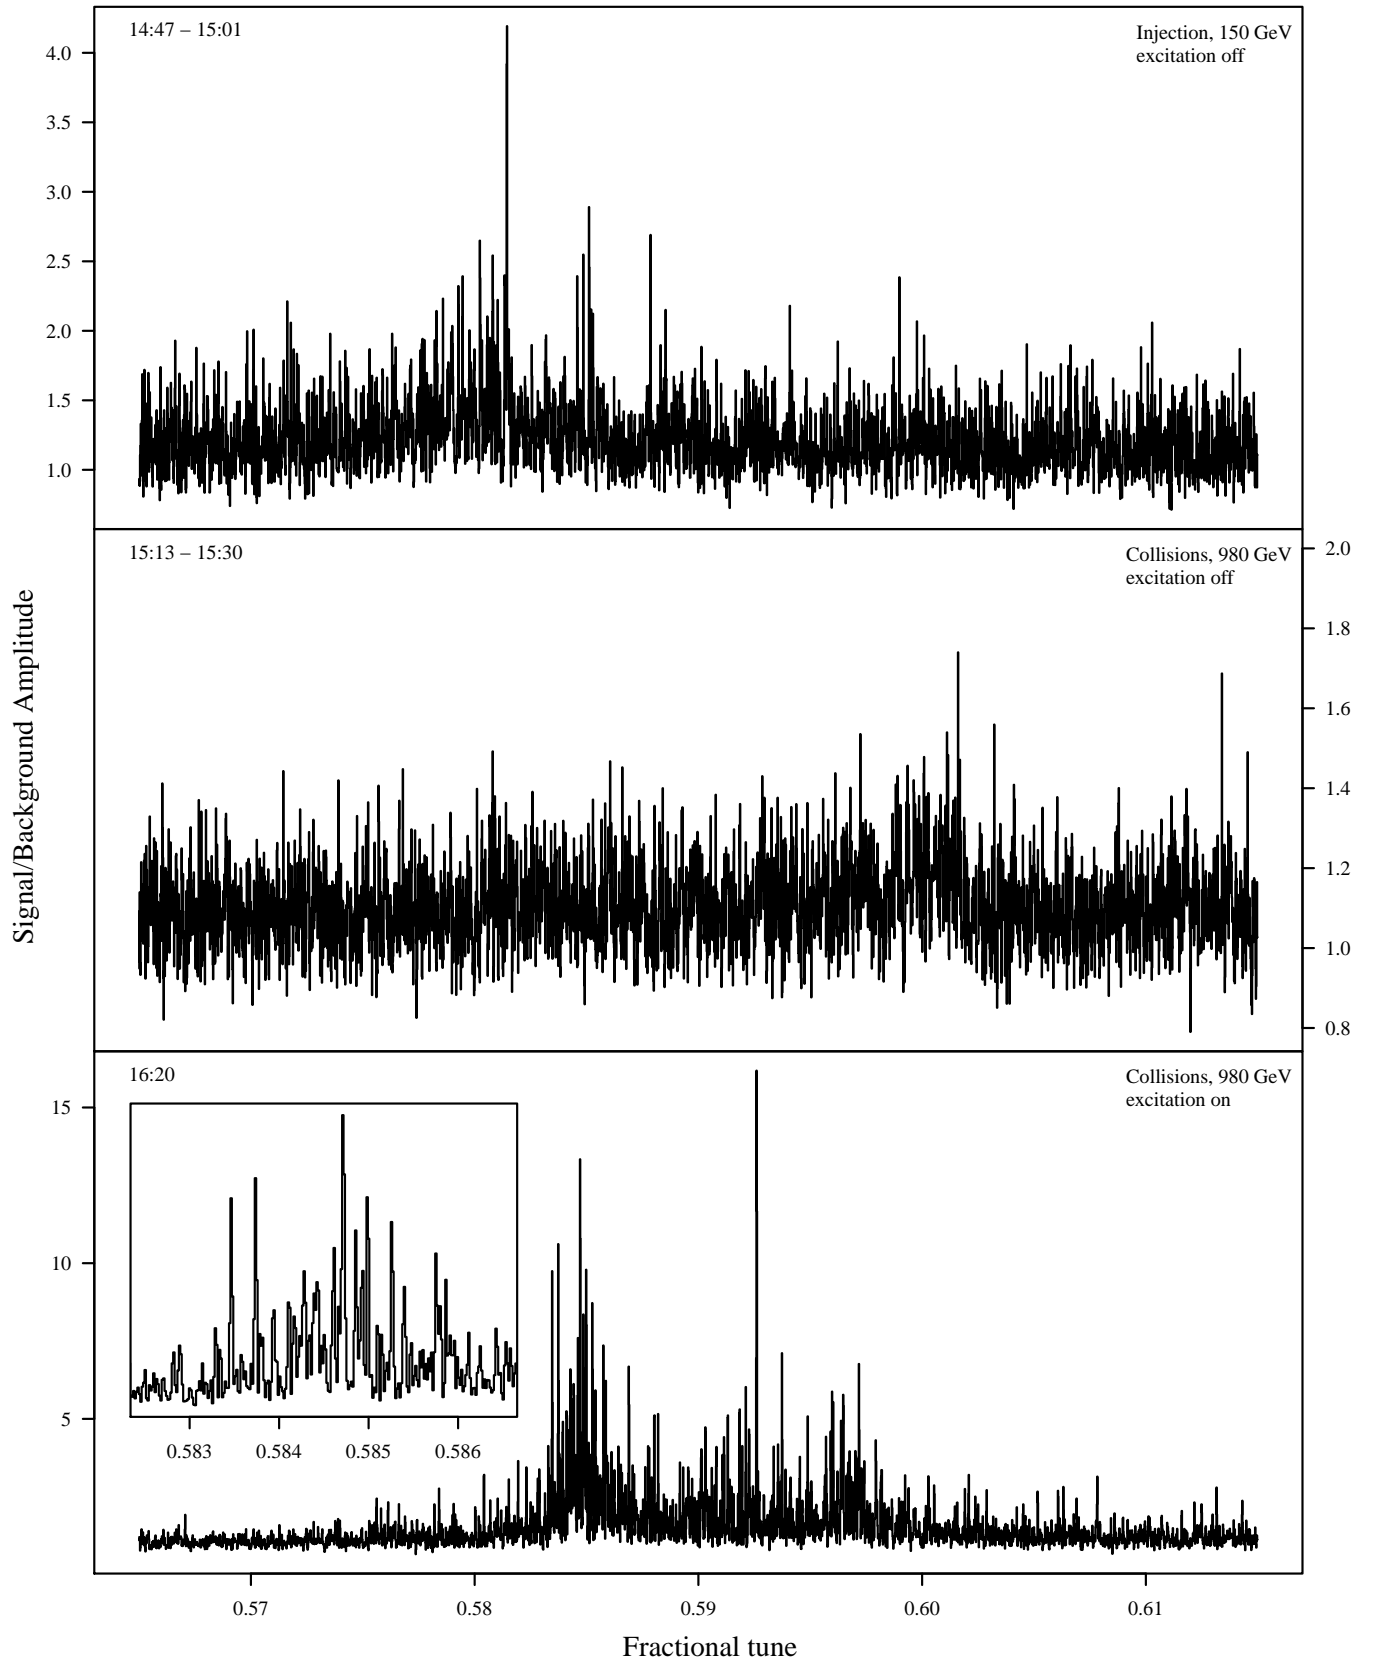 14:47 – 15:01
Injection, 150 GeV
excitation off
4.0
3.5
3.0
2.5
2.0
1.5
1.0
Signal/Background Amplitude
15:13 – 15:30
Collisions, 980 GeV
excitation off
2.0
1.8
1.6
1.4
1.2
1.0
0.8
16:20
Collisions, 980 GeV
excitation on
15
10
5
0.583 0.584 0.585 0.586
0.57 0.58 0.59 0.60 0.61
Fractional tune